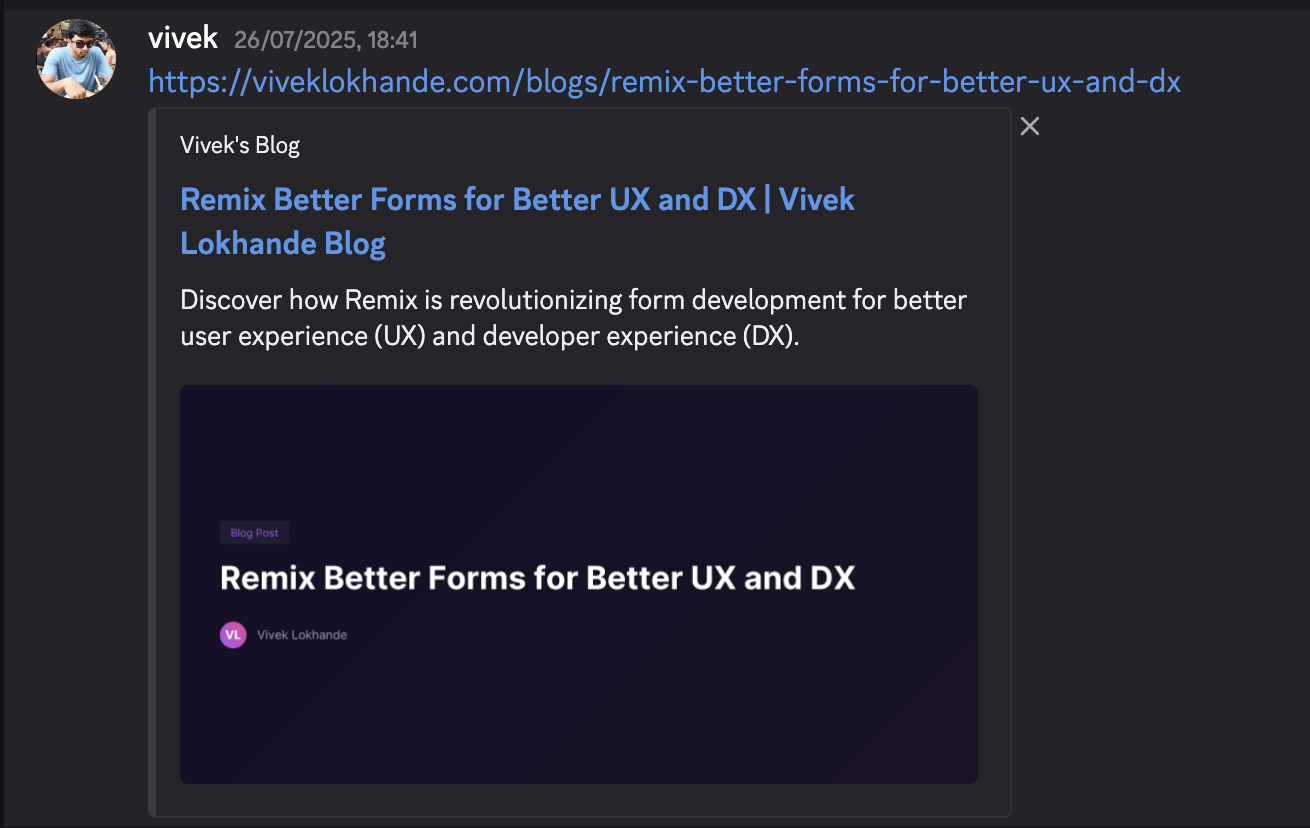 vivek 26/07/2025, 18:41
https://viveklokhande.com/blogs/remix-better-forms-for-better-ux-and-dx
Vivek's Blog
Remix Better Forms for Better UX and DX | Vivek
Lokhande Blog
Discover how Remix is revolutionizing form development for better
user experience (UX) and developer experience (DX).
Blog Post
Remix Better Forms for Better UX and DX
VL Vivek Lokhande